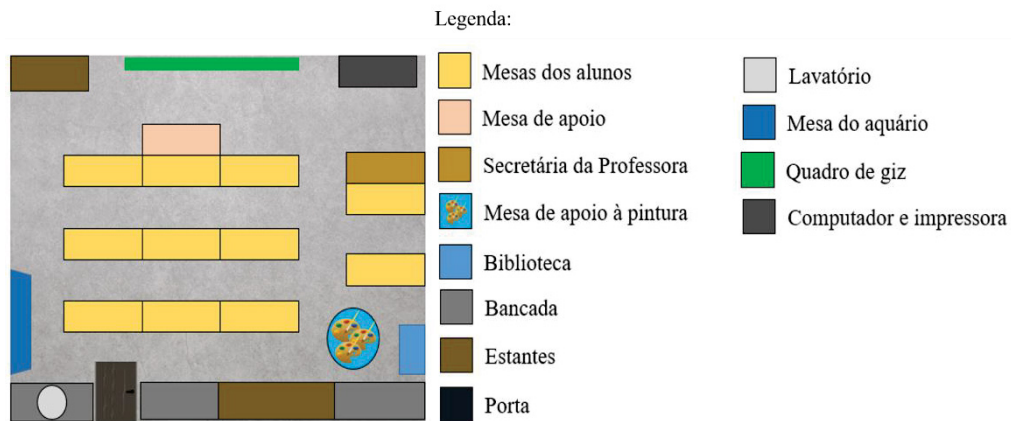 Legenda:
Mesas dos alunos
Mesa de apoio
Secretária da Professora
Mesa de apoio à pintura
Biblioteca
Bancada
Estantes
Porta
Lavatório
Mesa do aquário
Quadro de giz
Computador e impressora